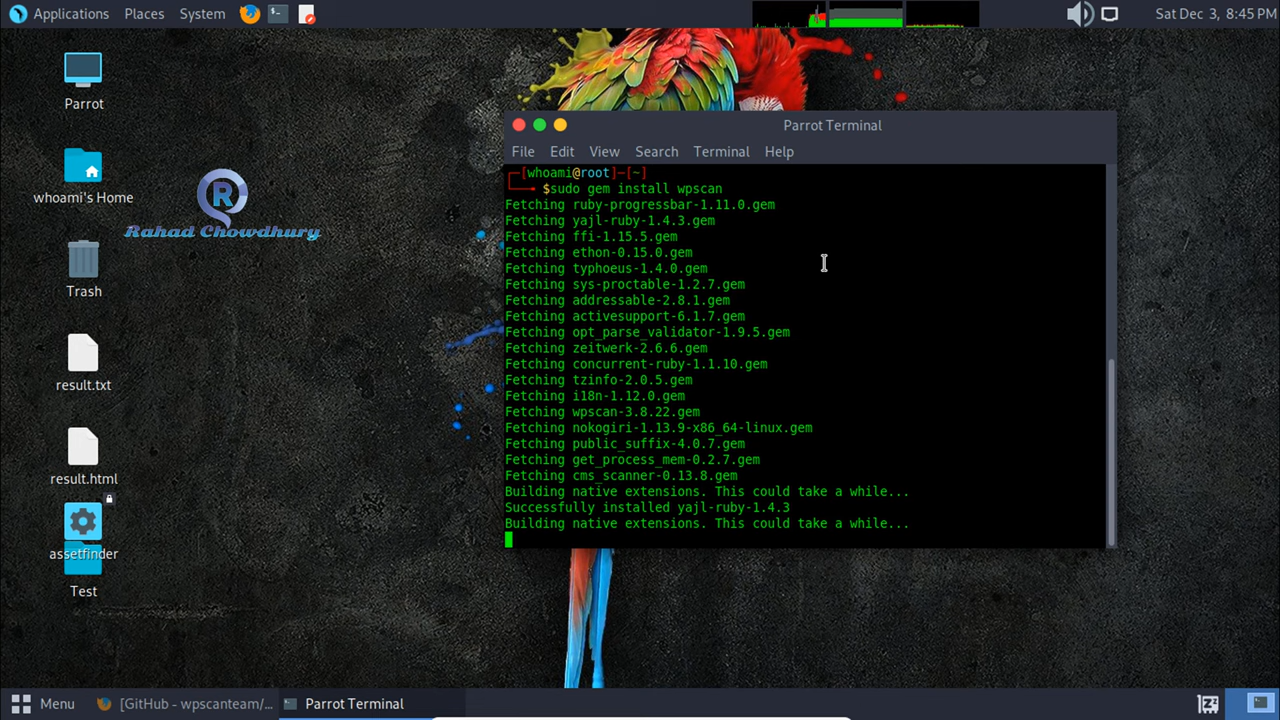 Applications Places System
Sat Dec 3, 8:45 PM
Parrot
whoami's Home
Rahad Chowdhury
Trash
result.txt
result.html
assetfinder
Test
Parrot Terminal
File Edit View Search Terminal Help
┌─[whoami@root]─[~]
└──╼ $sudo gem install wpscan
Fetching ruby-progressbar-1.11.0.gem
Fetching yajl-ruby-1.4.3.gem
Fetching ffi-1.15.5.gem
Fetching ethon-0.15.0.gem
Fetching typhoeus-1.4.0.gem
Fetching sys-proctable-1.2.7.gem
Fetching addressable-2.8.1.gem
Fetching activesupport-6.1.7.gem
Fetching opt_parse_validator-1.9.5.gem
Fetching zeitwerk-2.6.6.gem
Fetching concurrent-ruby-1.1.10.gem
Fetching tzinfo-2.0.5.gem
Fetching i18n-1.12.0.gem
Fetching wpscan-3.8.22.gem
Fetching nokogiri-1.13.9-x86_64-linux.gem
Fetching public_suffix-4.0.7.gem
Fetching get_process_mem-0.2.7.gem
Fetching cms_scanner-0.13.8.gem
Building native extensions. This could take a while...
Successfully installed yajl-ruby-1.4.3
Building native extensions. This could take a while...
Menu
[GitHub - wpscanteam/...
Parrot Terminal